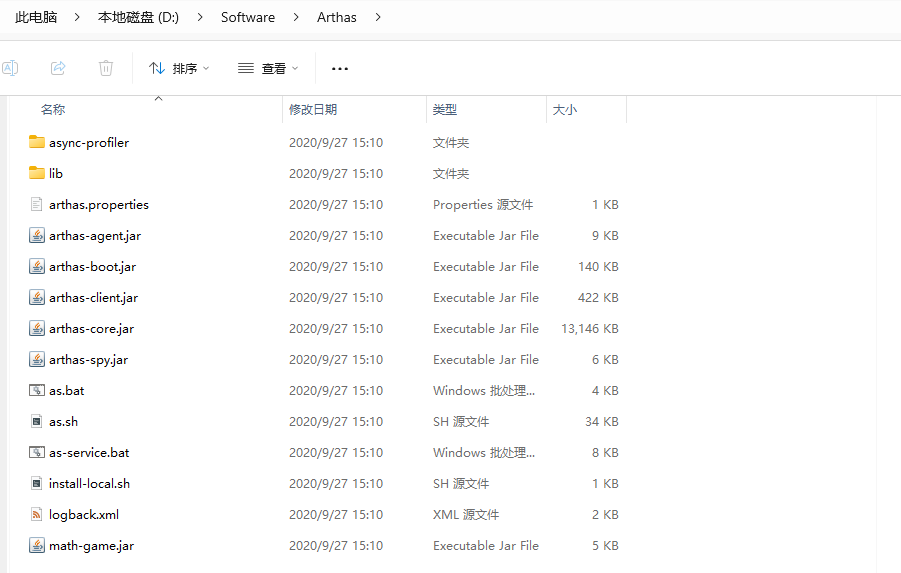 此电脑 > 本地磁盘 (D:) > Software > Arthas >
排序 查看 ...
名称 修改日期 类型 大小
async-profiler 2020/9/27 15:10 文件夹
lib 2020/9/27 15:10 文件夹
arthas.properties 2020/9/27 15:10 Properties 源文件 1 KB
arthas-agent.jar 2020/9/27 15:10 Executable Jar File 9 KB
arthas-boot.jar 2020/9/27 15:10 Executable Jar File 140 KB
arthas-client.jar 2020/9/27 15:10 Executable Jar File 422 KB
arthas-core.jar 2020/9/27 15:10 Executable Jar File 13,146 KB
arthas-spy.jar 2020/9/27 15:10 Executable Jar File 6 KB
as.bat 2020/9/27 15:10 Windows 批处理... 4 KB
as.sh 2020/9/27 15:10 SH 源文件 34 KB
as-service.bat 2020/9/27 15:10 Windows 批处理... 8 KB
install-local.sh 2020/9/27 15:10 SH 源文件 1 KB
logback.xml 2020/9/27 15:10 XML 源文件 2 KB
math-game.jar 2020/9/27 15:10 Executable Jar File 5 KB